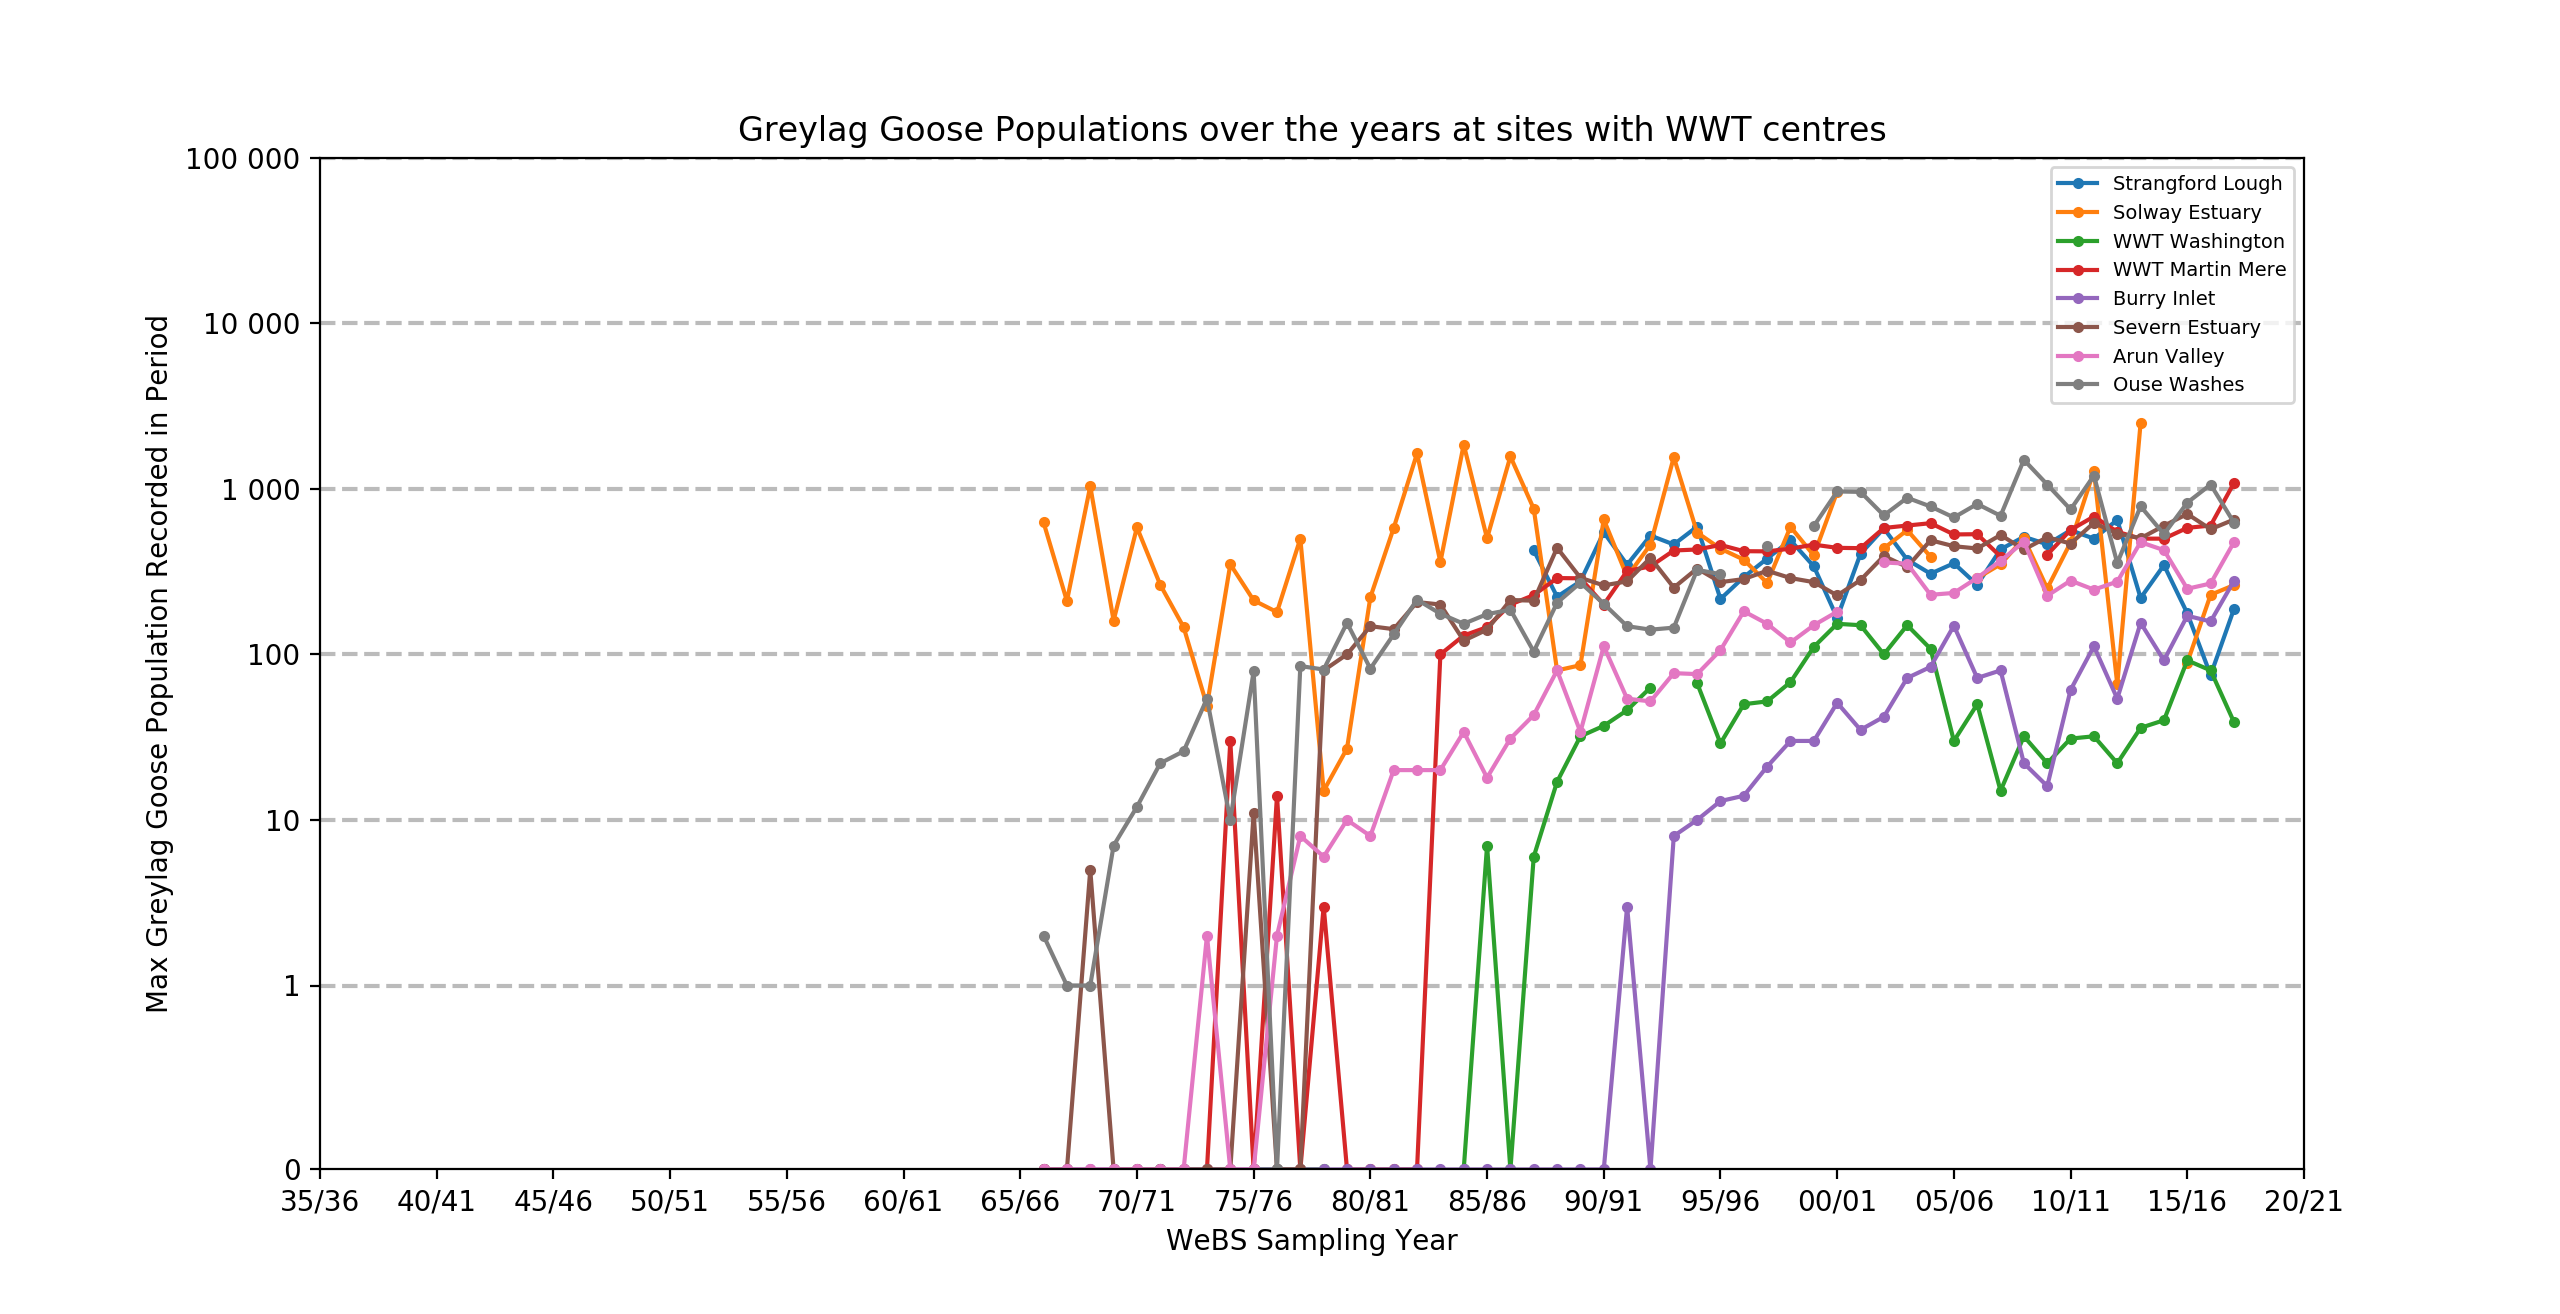 Greylag Goose Populations over the years at sites with WWT centres
100 000
10 000
1 000
100
10
1
0
Max Greylag Goose Population Recorded in Period
Strangford Lough
Solway Estuary
WWT Washington
WWT Martin Mere
Burry Inlet
Severn Estuary
Arun Valley
Ouse Washes
35/36 40/41 45/46 50/51 55/56 60/61 65/66 70/71 75/76 80/81 85/86 90/91 95/96 00/01 05/06 10/11 15/16 20/21
WeBS Sampling Year